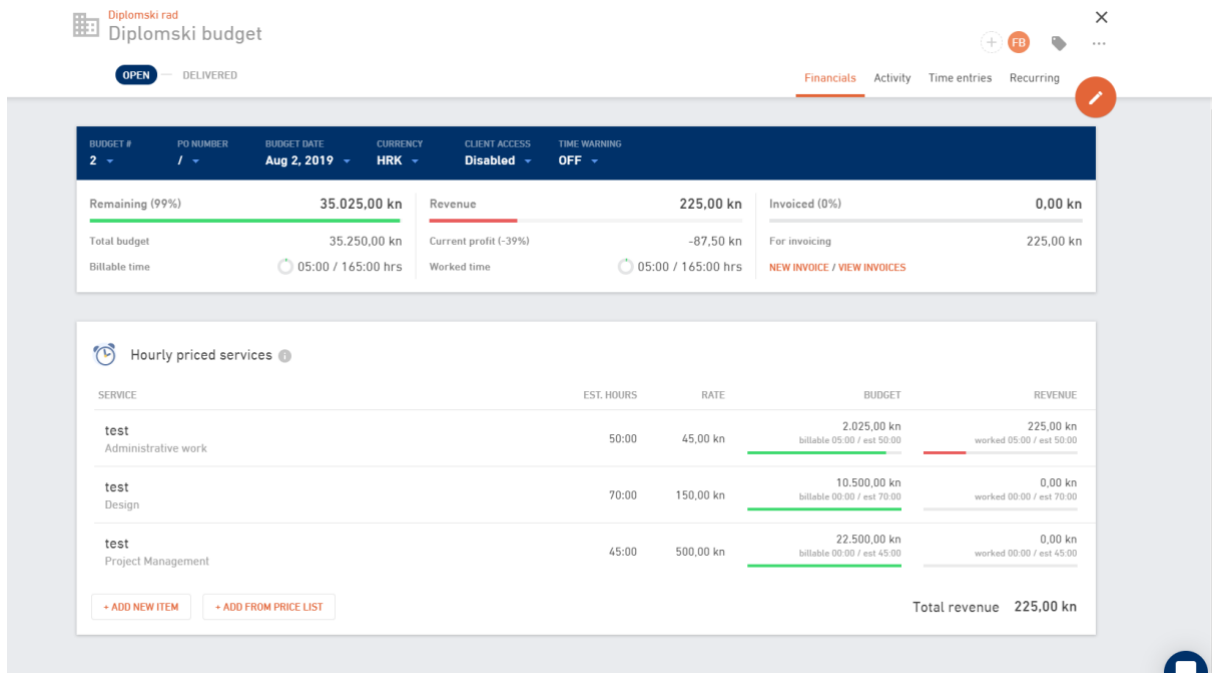 Diplomski rad
Diplomski budget
FB
OPEN — DELIVERED
Financials Activity Time entries Recurring
BUDGET # PO NUMBER BUDGET DATE CURRENCY CLIENT ACCESS TIME WARNING
2 / Aug 2, 2019 HRK Disabled OFF
Remaining (99%) 35.025,00 kn Revenue 225,00 kn Invoiced (0%) 0,00 kn
Total budget 35.250,00 kn Current profit (-39%) -87,50 kn For invoicing 225,00 kn
Billable time 05:00 / 165:00 hrs Worked time 05:00 / 165:00 hrs NEW INVOICE / VIEW INVOICES
Hourly priced services
SERVICE EST. HOURS RATE BUDGET REVENUE
test 50:00 45,00 kn 2.025,00 kn 225,00 kn
Administrative work billable 05:00 / est 50:00 worked 05:00 / est 50:00
test 70:00 150,00 kn 10.500,00 kn 0,00 kn
Design billable 00:00 / est 70:00 worked 00:00 / est 70:00
test 45:00 500,00 kn 22.500,00 kn 0,00 kn
Project Management billable 00:00 / est 45:00 worked 00:00 / est 45:00
+ ADD NEW ITEM + ADD FROM PRICE LIST Total revenue 225,00 kn